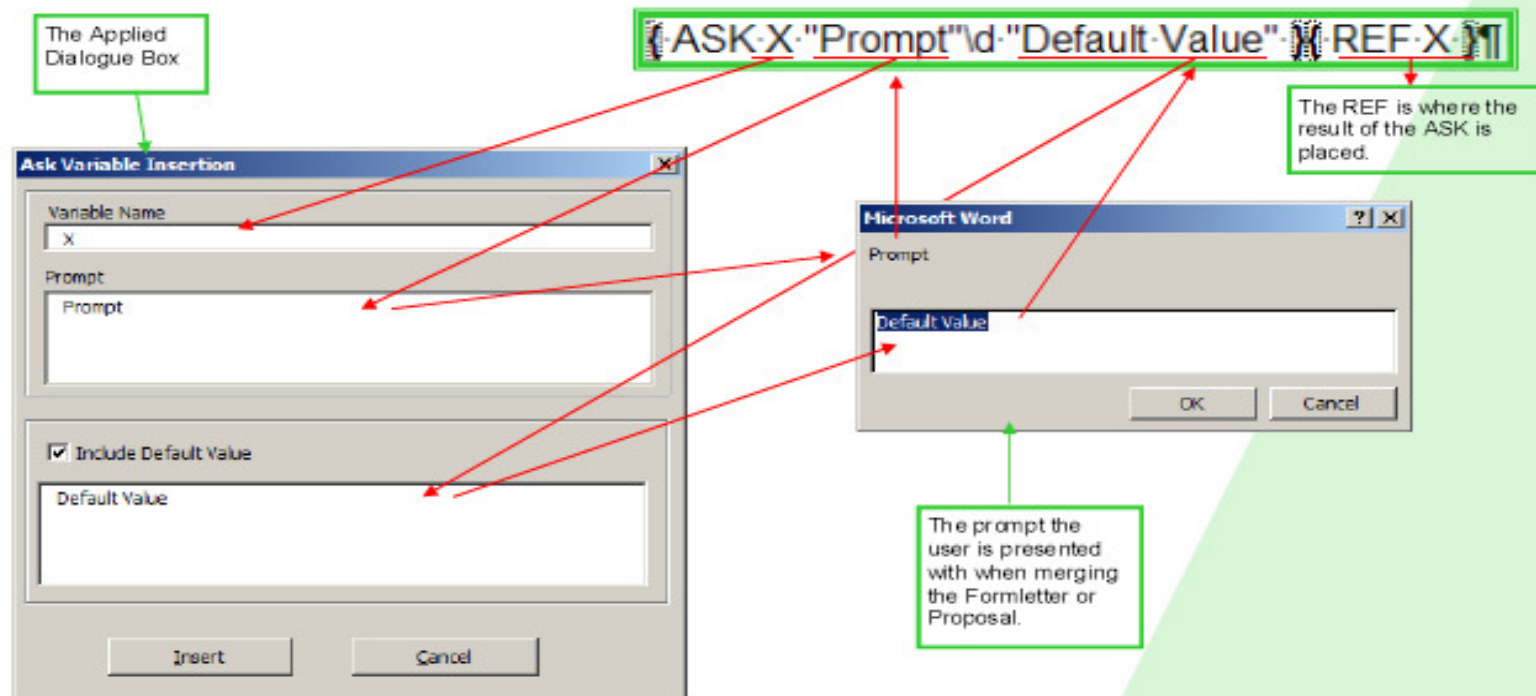 The Applied
Dialogue Box
{·ASK·X·"Prompt"\d·"Default·Value"·}{·REF·X·}¶
The REF is where the
result of the ASK is
placed.
Ask Variable Insertion
Variable Name
X
Prompt
Prompt
Include Default Value
Default Value
Insert
Cancel
Microsoft Word
Prompt
Default Value
OK
Cancel
The prompt the
user is presented
with when merging
the Formletter or
Proposal.